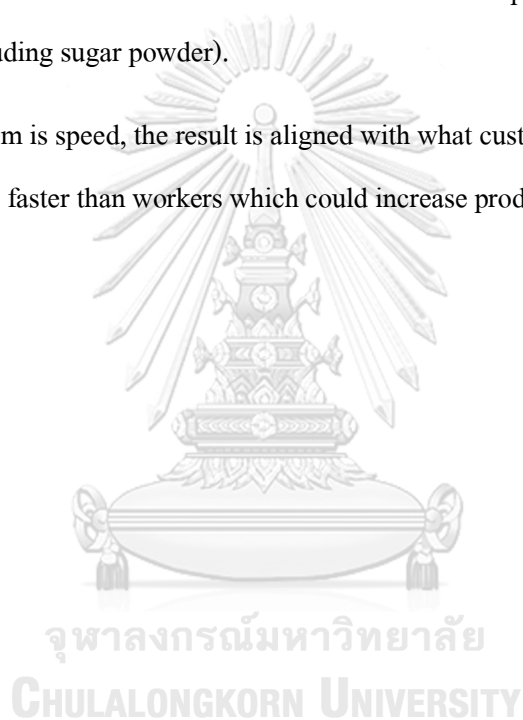 uding sugar powder).
m is speed, the result is aligned with what cust
faster than workers which could increase prod
จุฬาลงกรณ์มหาวิทยาลัย
CHULALONGKORN UNIVERSITY